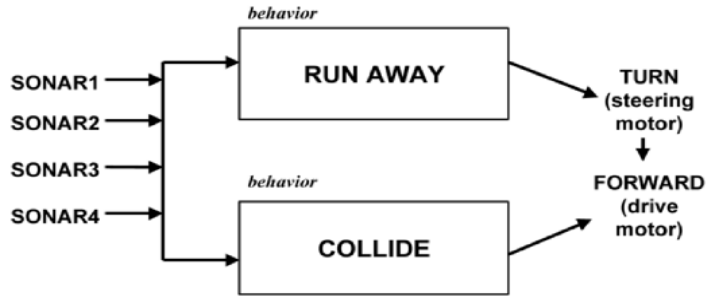 behavior
RUN AWAY
SONAR1
SONAR2
SONAR3
SONAR4
TURN
(steering
motor)
behavior
FORWARD
(drive
motor)
COLLIDE